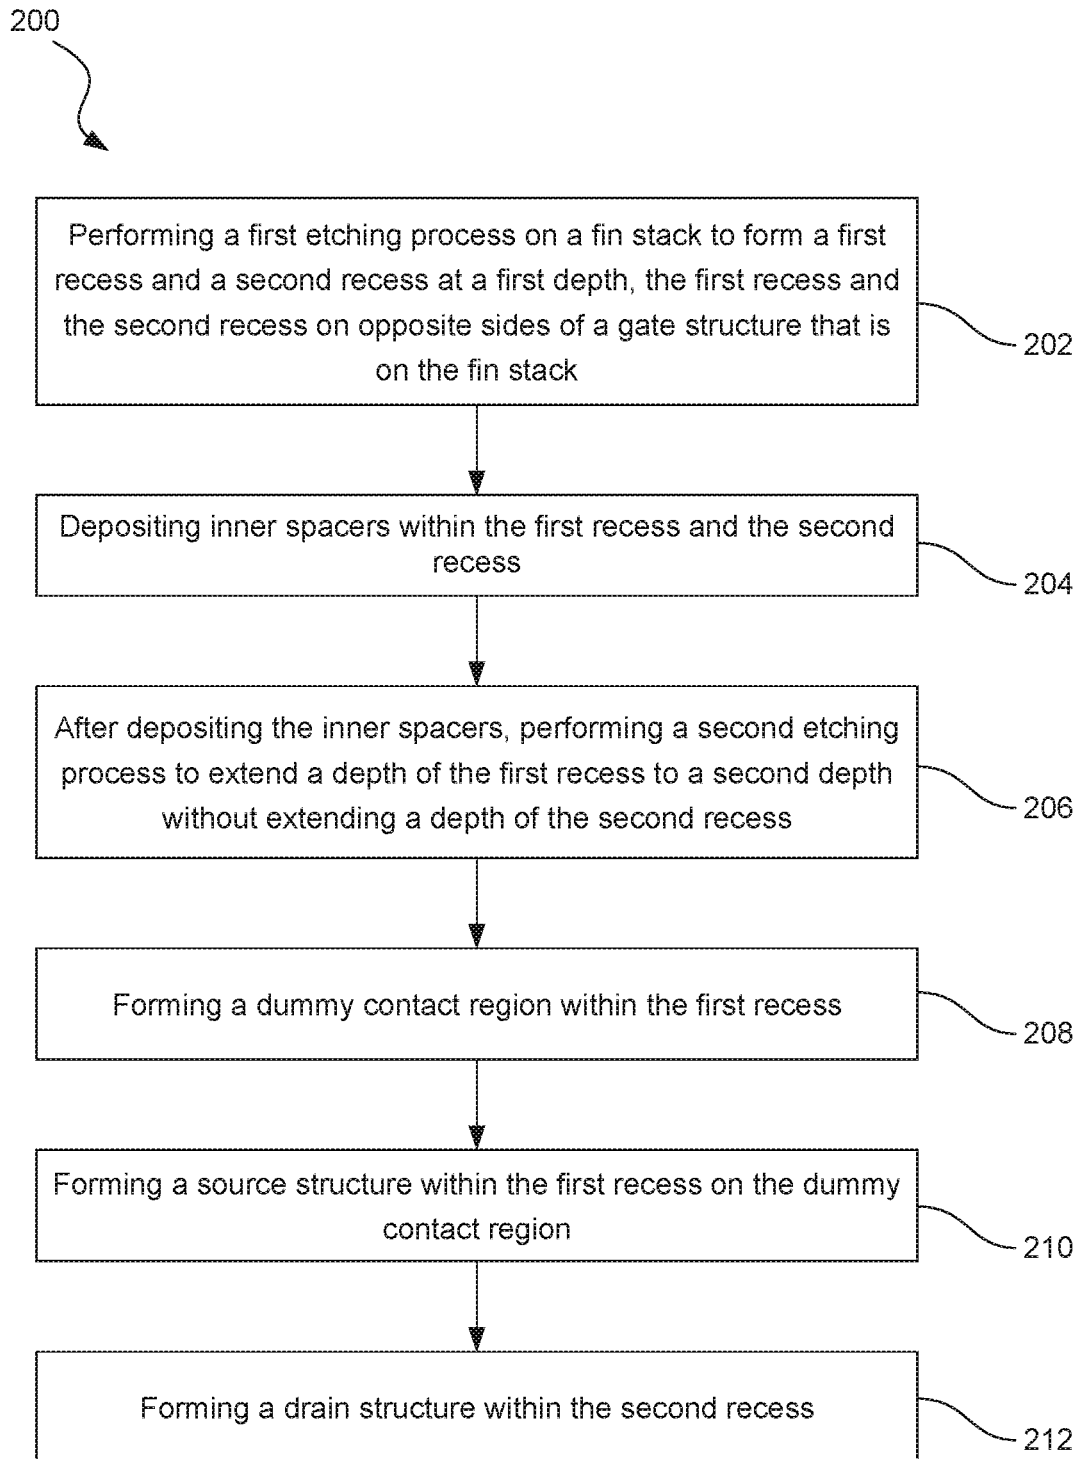 200
Performing a first etching process on a fin stack to form a first
recess and a second recess at a first depth, the first recess and
the second recess on opposite sides of a gate structure that is
on the fin stack
202
Depositing inner spacers within the first recess and the second
recess
204
After depositing the inner spacers, performing a second etching
process to extend a depth of the first recess to a second depth
without extending a depth of the second recess
206
Forming a dummy contact region within the first recess
208
Forming a source structure within the first recess on the dummy
contact region
210
Forming a drain structure within the second recess
212